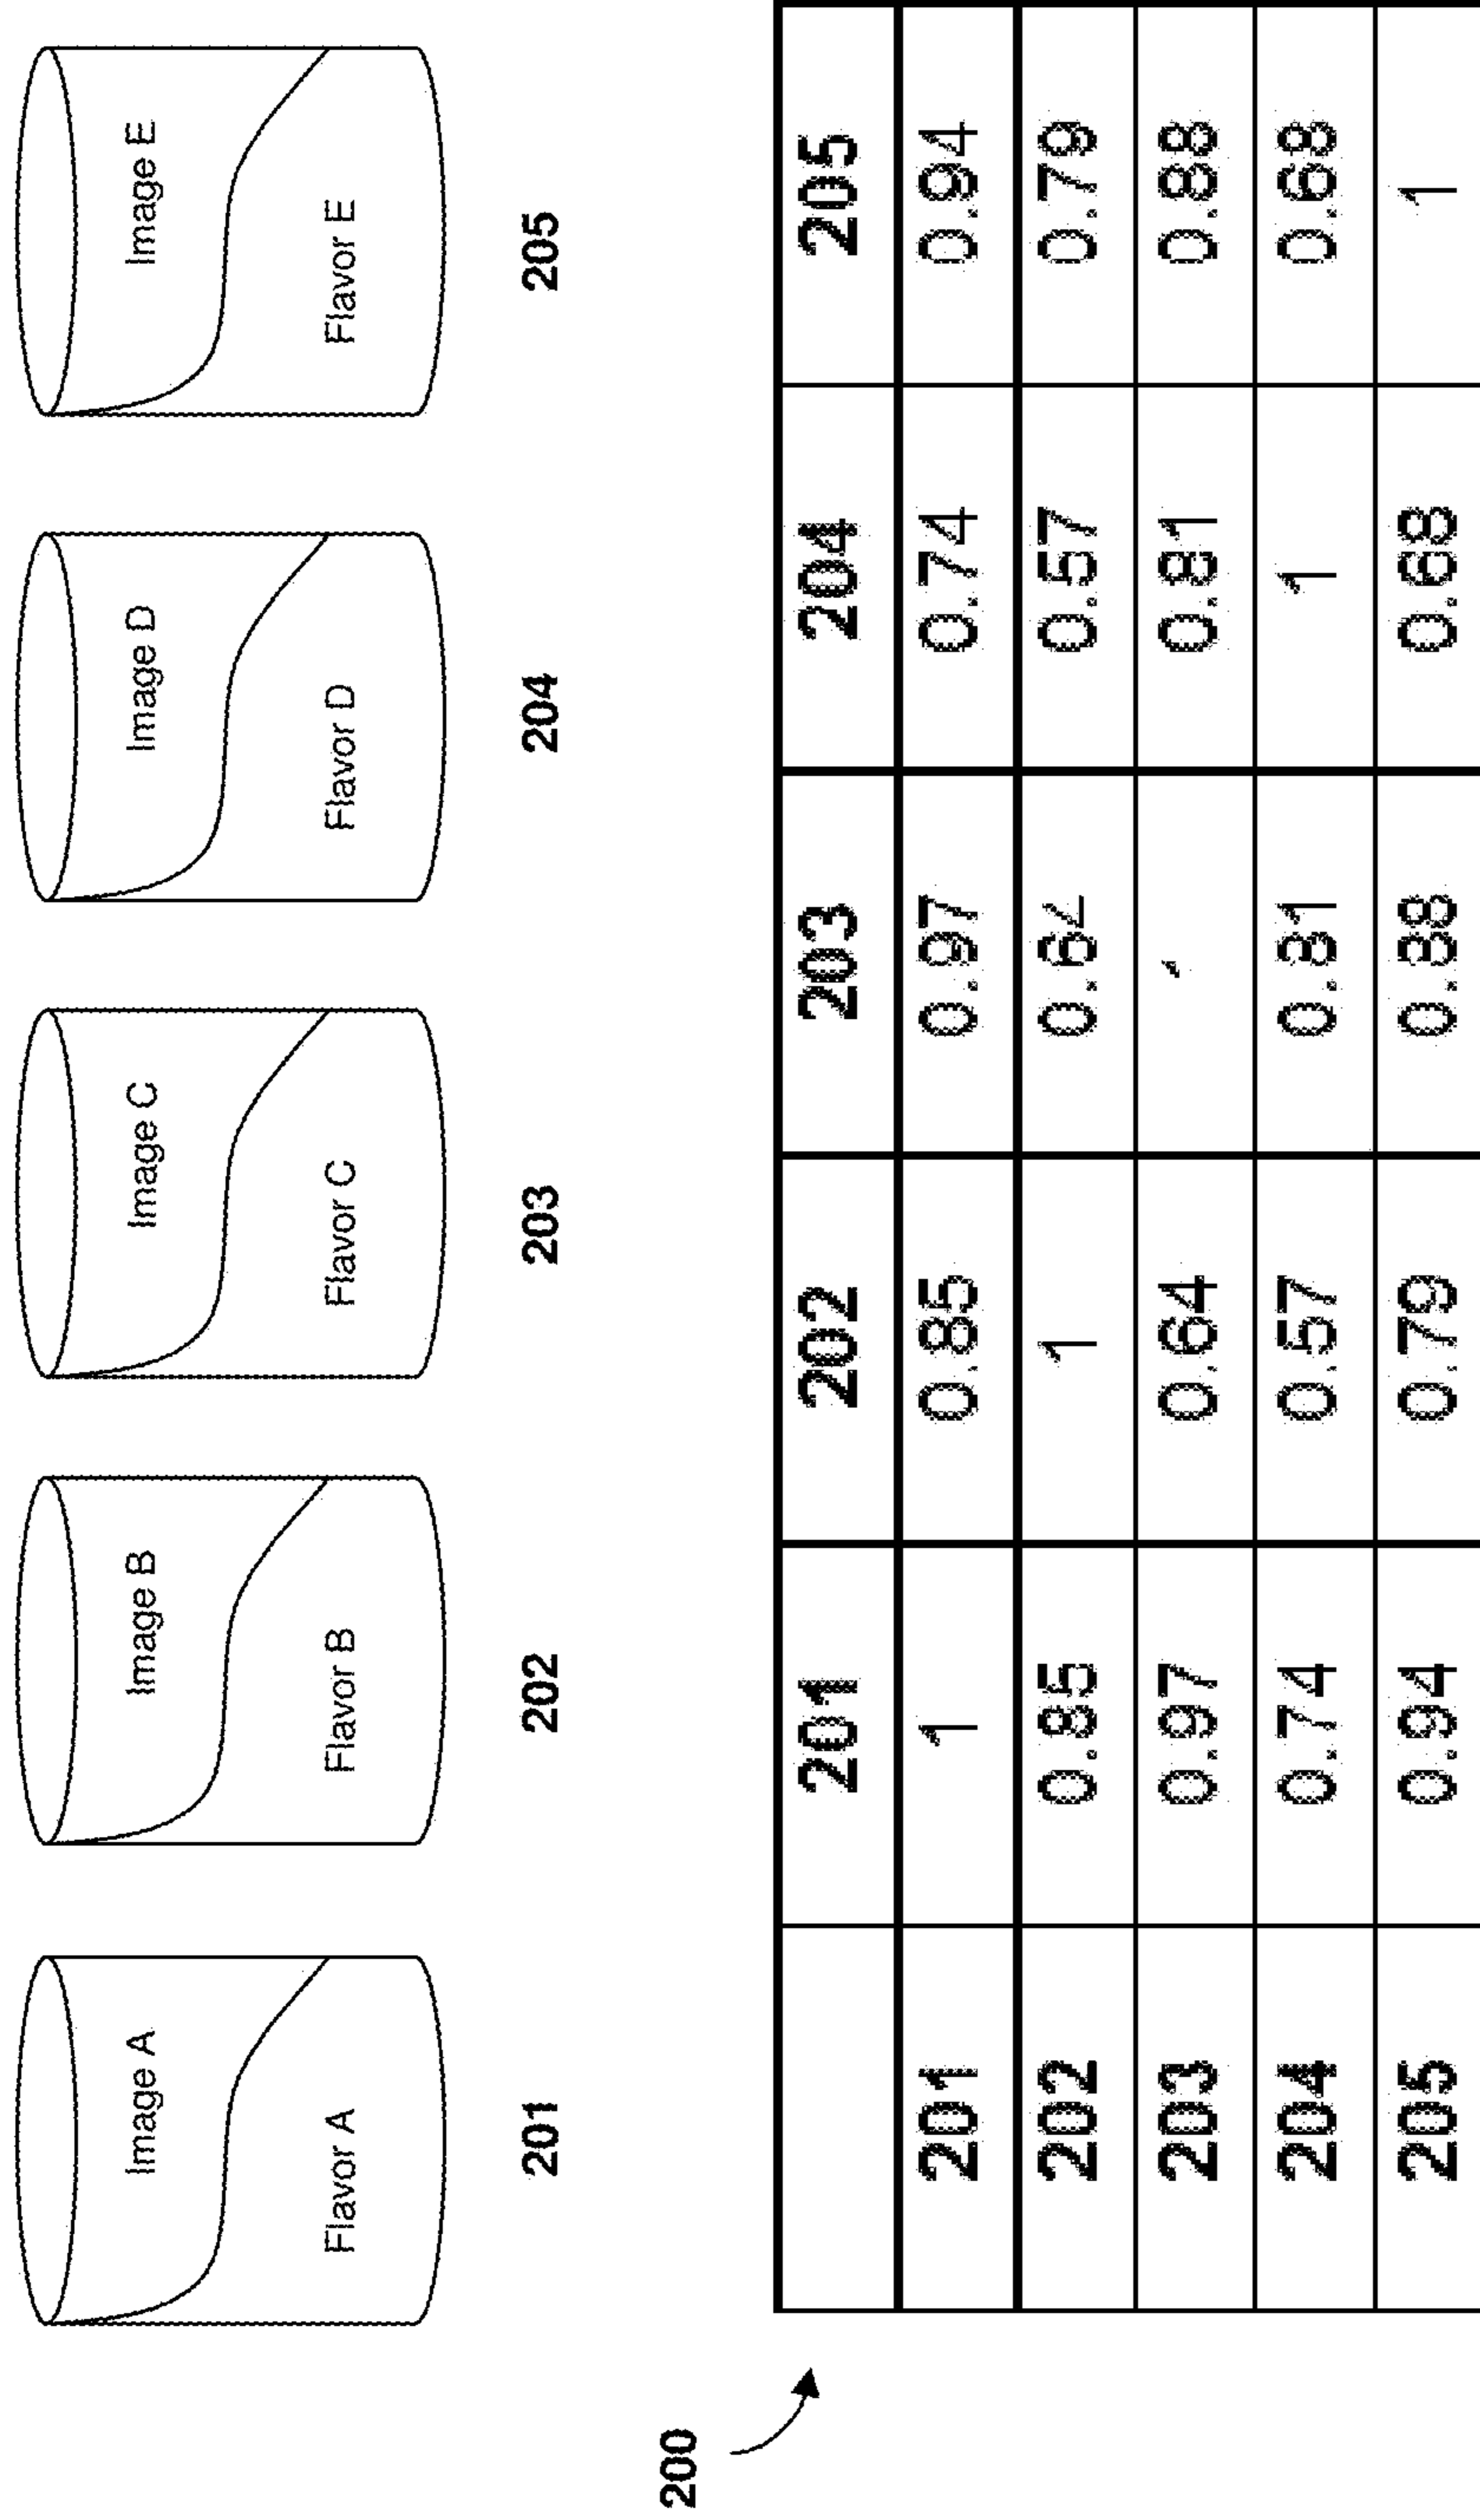 Image A Image B Image C Image D Image E
Flavor A Flavor B Flavor C Flavor D Flavor E
201 202 203 204 205
200
201 202 203 204 205
201 1 0.85 0.97 0.74 0.94
202 0.85 1 0.64 0.57 0.79
203 0.97 0.64 0.81 0.88
204 0.74 0.57 0.81 1 0.68
205 0.94 0.79 0.88 0.68 1